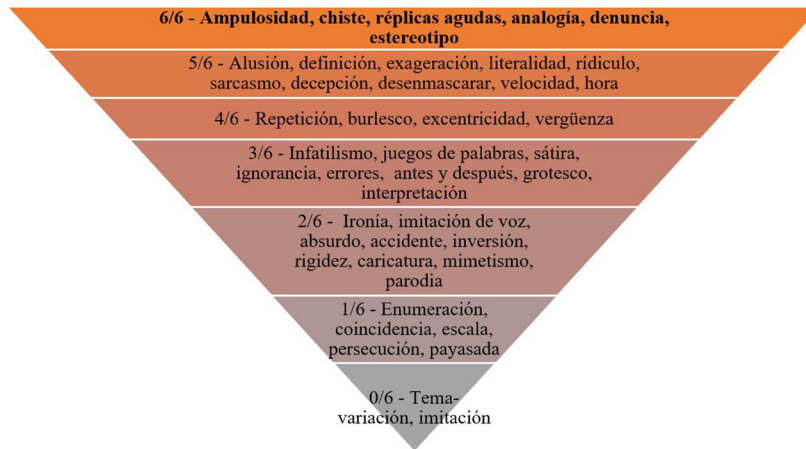 6/6 - Ampulosidad, chiste, réplicas agudas, analogía, denuncia,
estereotipo
5/6 - Alusión, definición, exageración, literalidad, rídiculo,
sarcasmo, decepción, desenmascarar, velocidad, hora
4/6 - Repetición, burlesco, excentricidad, vergüenza
3/6 - Infatilismo, juegos de palabras, sátira,
ignorancia, errores, antes y después, grotesco,
interpretación
2/6 - Ironía, imitación de voz,
absurdo, accidente, inversión,
rigidez, caricatura, mimetismo,
parodia
1/6 - Enumeración,
coincidencia, escala,
persecución, payasada
0/6 - Tema-
variación, imitación